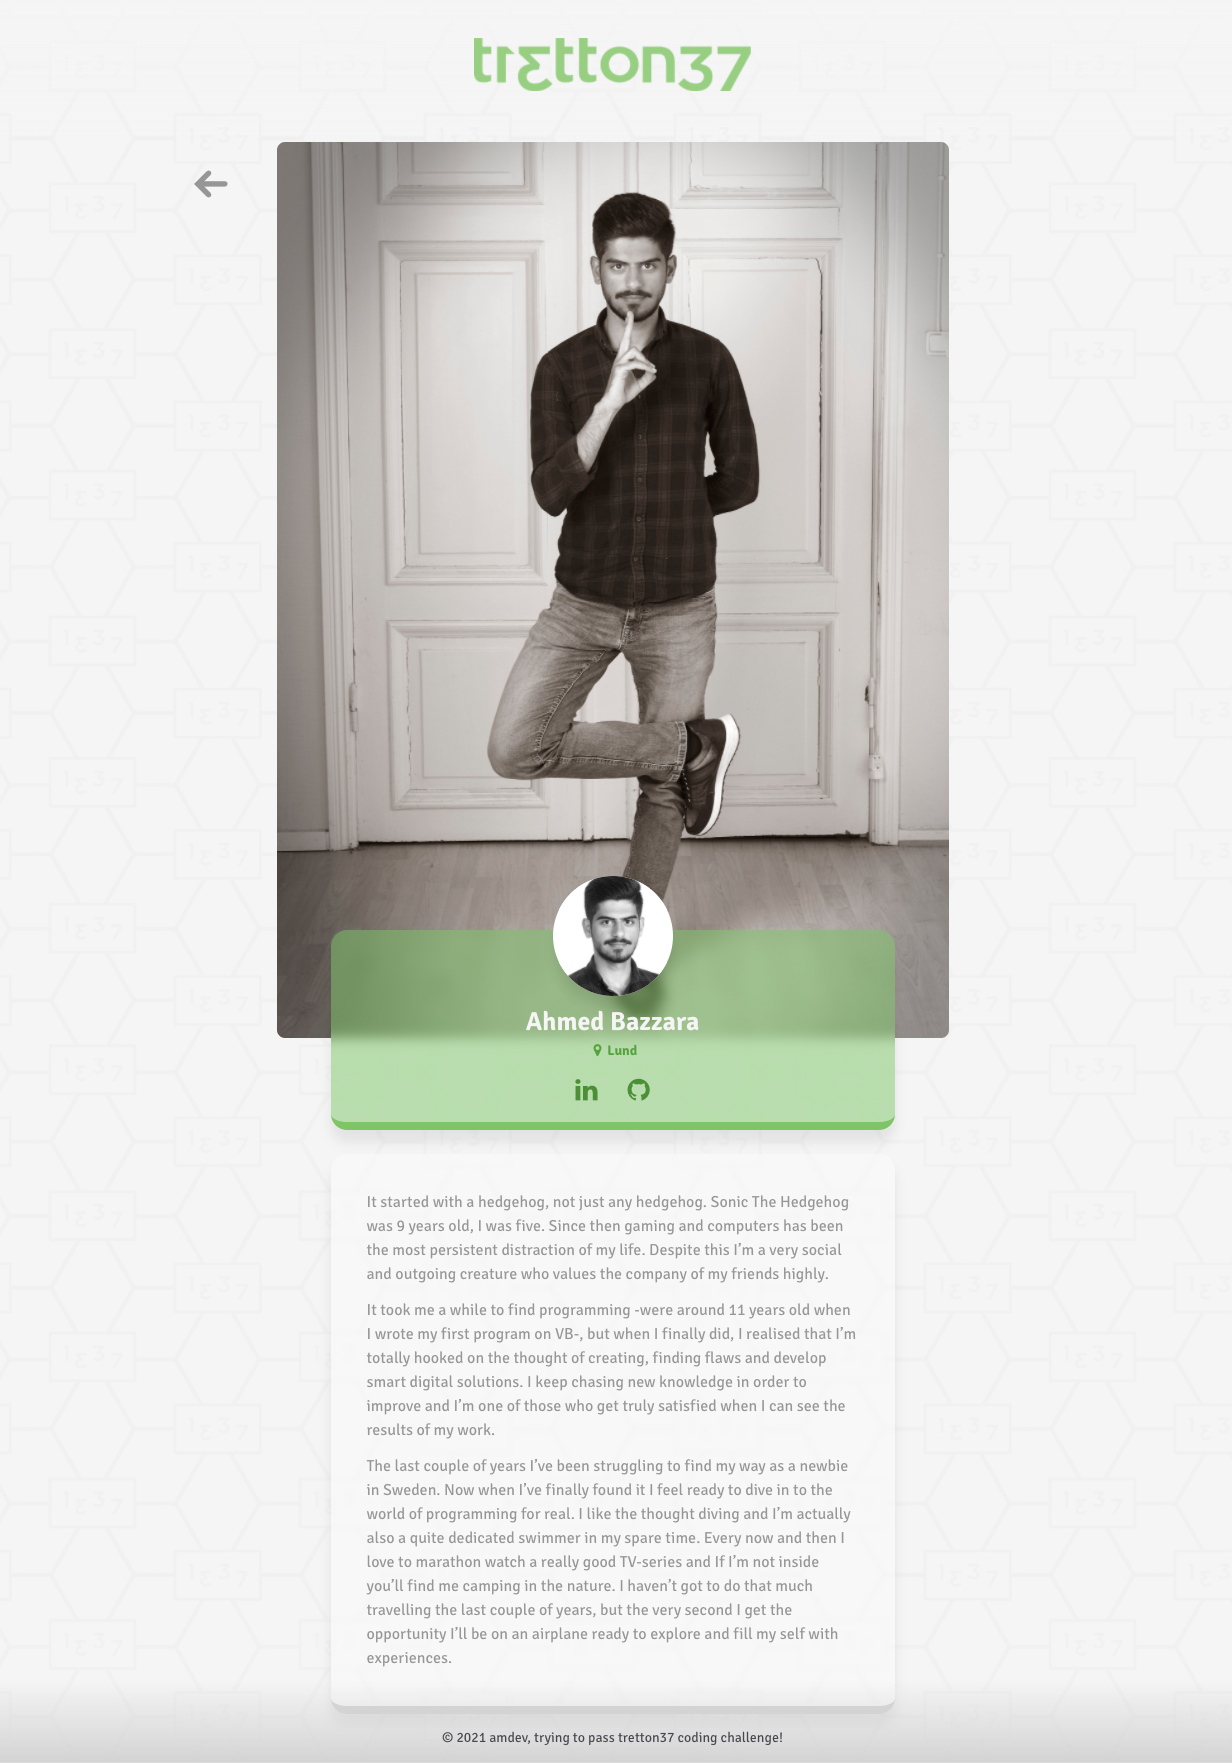 tretton37
Ahmed Bazzara
Lund
in
It started with a hedgehog, not just any hedgehog. Sonic The Hedgehog
was 9 years old, I was five. Since then gaming and computers has been
the most persistent distraction of my life. Despite this I’m a very social
and outgoing creature who values the company of my friends highly.
It took me a while to find programming -were around 11 years old when
I wrote my first program on VB-, but when I finally did, I realised that I’m
totally hooked on the thought of creating, finding flaws and develop
smart digital solutions. I keep chasing new knowledge in order to
improve and I’m one of those who get truly satisfied when I can see the
results of my work.
The last couple of years I’ve been struggling to find my way as a newbie
in Sweden. Now when I’ve finally found it I feel ready to dive in to the
world of programming for real. I like the thought diving and I’m actually
also a quite dedicated swimmer in my spare time. Every now and then I
love to marathon watch a really good TV-series and If I’m not inside
you’ll find me camping in the nature. I haven’t got to do that much
travelling the last couple of years, but the very second I get the
opportunity I’ll be on an airplane ready to explore and fill my self with
experiences.
© 2021 amdev, trying to pass tretton37 coding challenge!